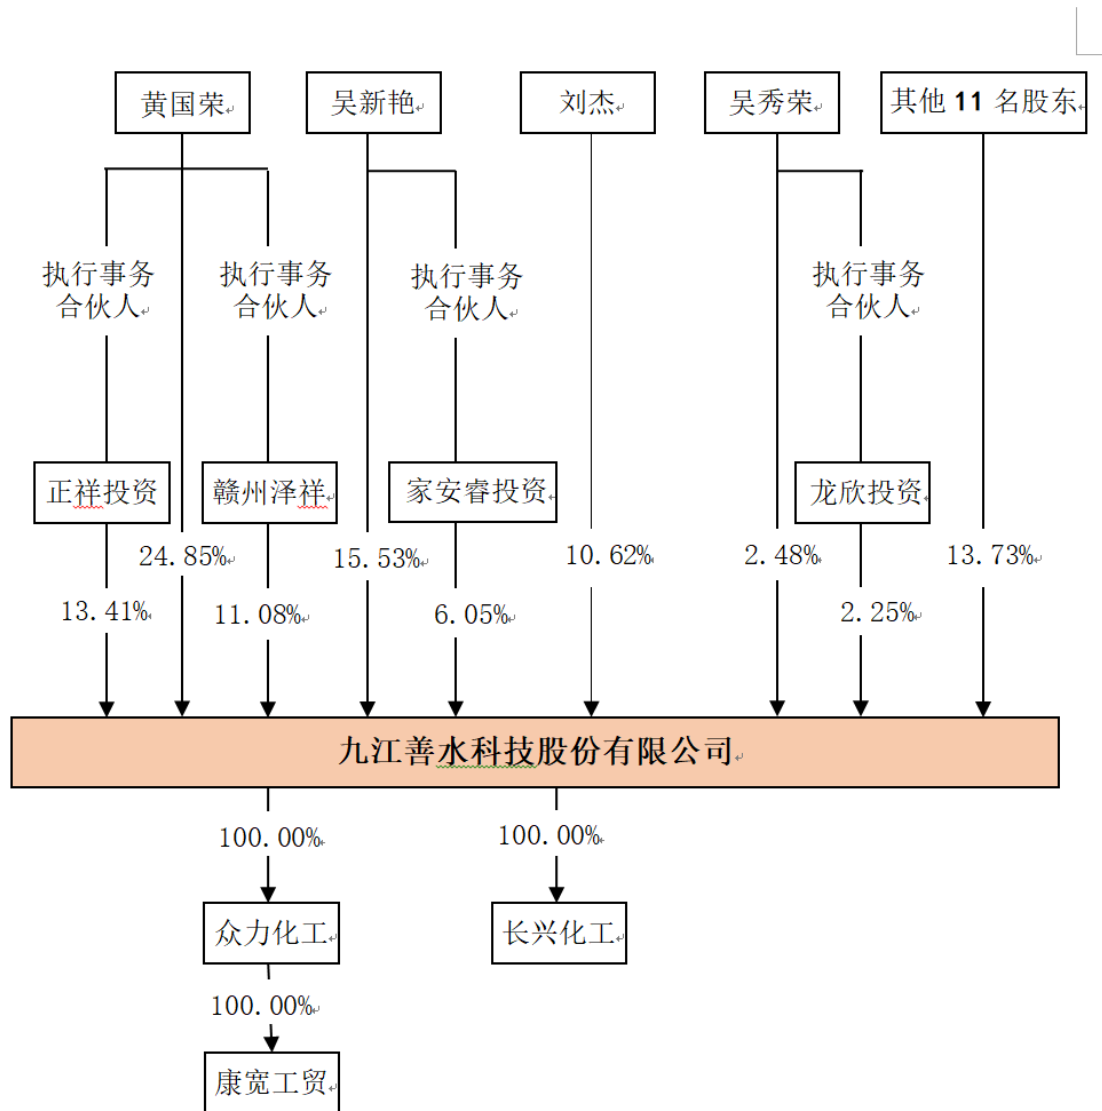 黄国荣
吴新艳
刘杰
吴秀荣
其他 11 名股东
执行事务
合伙人
执行事务
合伙人
执行事务
合伙人
执行事务
合伙人
正祥投资
赣州泽祥
家安睿投资
龙欣投资
24.85%
15.53%
10.62%
2.48%
13.73%
13.41%
11.08%
6.05%
2.25%
九江善水科技股份有限公司
100.00%
100.00%
众力化工
长兴化工
100.00%
康宽工贸